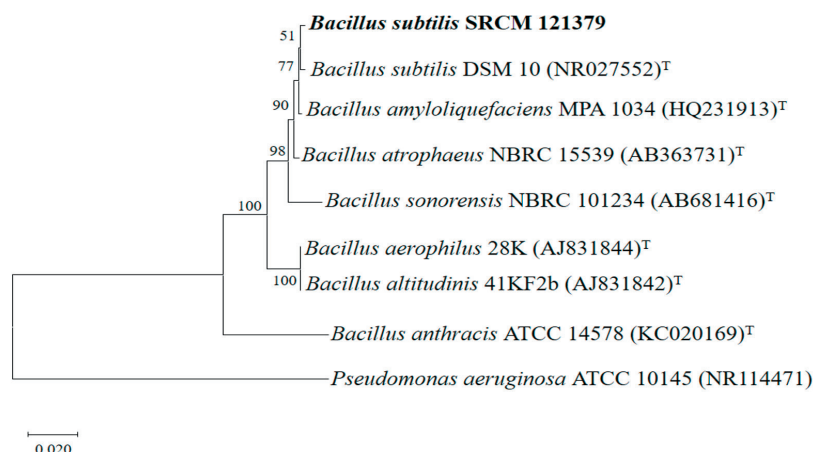 Bacillus subtilis SRCM 121379
51
77
Bacillus subtilis DSM 10 (NR027552)ᵀ
90
Bacillus amyloliquefaciens MPA 1034 (HQ231913)ᵀ
98
Bacillus atrophaeus NBRC 15539 (AB363731)ᵀ
Bacillus sonorensis NBRC 101234 (AB681416)ᵀ
100
Bacillus aerophilus 28K (AJ831844)ᵀ
100
Bacillus altitudinis 41KF2b (AJ831842)ᵀ
Bacillus anthracis ATCC 14578 (KC020169)ᵀ
Pseudomonas aeruginosa ATCC 10145 (NR114471)
0.020